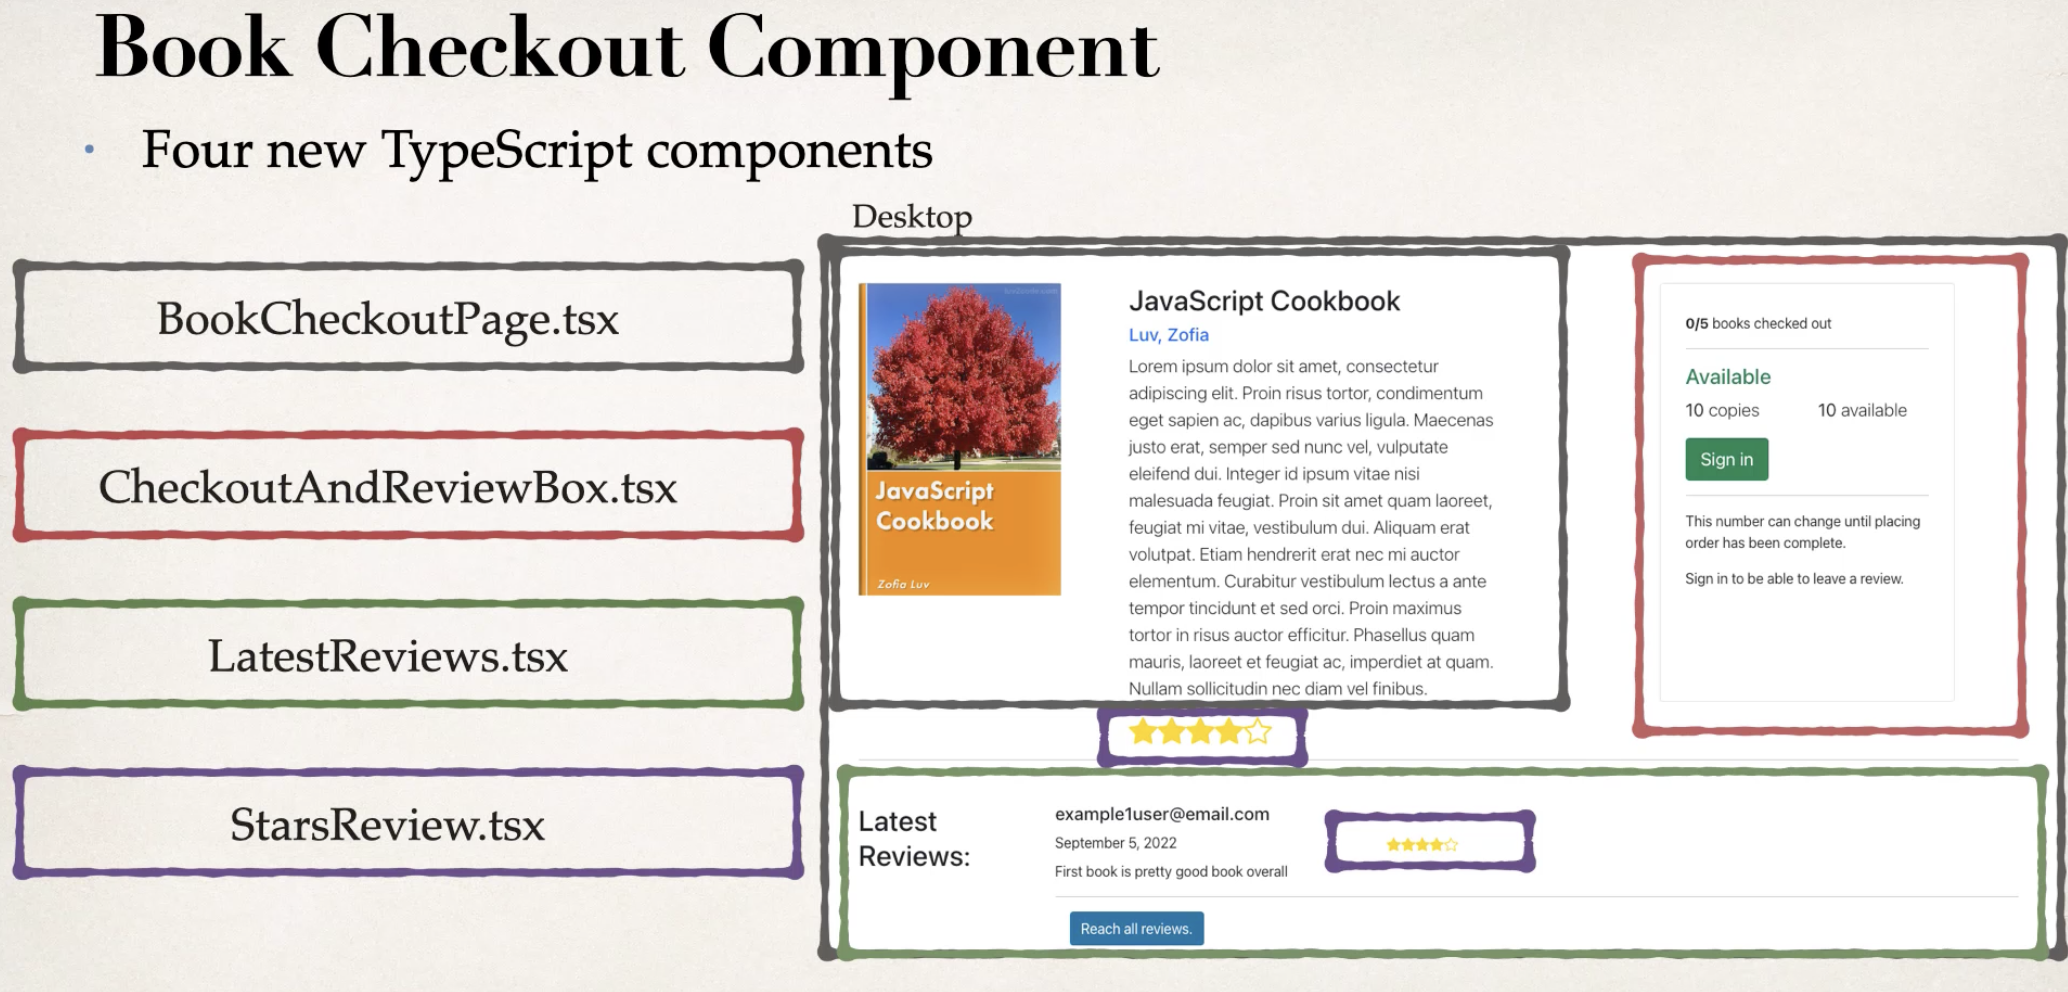 Book Checkout Component
• Four new TypeScript components
BookCheckoutPage.tsx
CheckoutAndReviewBox.tsx
LatestReviews.tsx
StarsReview.tsx
Desktop
JavaScript
Cookbook
Zofia Luv
JavaScript Cookbook
Luv, Zofia
Lorem ipsum dolor sit amet, consectetur
adipiscing elit. Proin risus tortor, condimentum
eget sapien ac, dapibus varius ligula. Maecenas
justo erat, semper sed nunc vel, vulputate
eleifend dui. Integer id ipsum vitae nisi
malesuada feugiat. Proin sit amet quam laoreet,
feugiat mi vitae, vestibulum dui. Aliquam erat
volutpat. Etiam hendrerit erat nec mi auctor
elementum. Curabitur vestibulum lectus a ante
tempor tincidunt et sed orci. Proin maximus
tortor in risus auctor efficitur. Phasellus quam
mauris, laoreet et feugiat ac, imperdiet at quam.
Nullam sollicitudin nec diam vel finibus.
0/5 books checked out
Available
10 copies 10 available
Sign in
This number can change until placing
order has been complete.
Sign in to be able to leave a review.
Latest
Reviews:
example1user@email.com
September 5, 2022
First book is pretty good book overall
Reach all reviews.